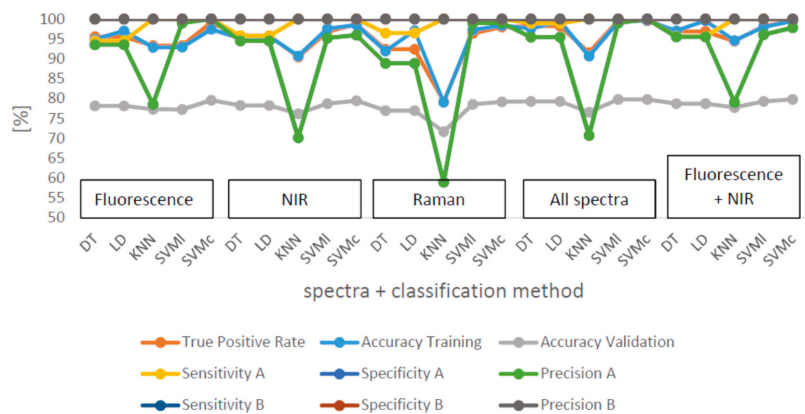 100
95
90
85
80
75
70
65
60
55
50
[%]
Fluorescence
NIR
Raman
All spectra
Fluorescence
+ NIR
DT LD KNN SVMl SVMc DT LD KNN SVMl SVMc DT LD KNN SVMl SVMc DT LD KNN SVMl SVMc DT LD KNN SVMl SVMc
spectra + classification method
True Positive Rate Accuracy Training Accuracy Validation
Sensitivity A Specificity A Precision A
Sensitivity B Specificity B Precision B